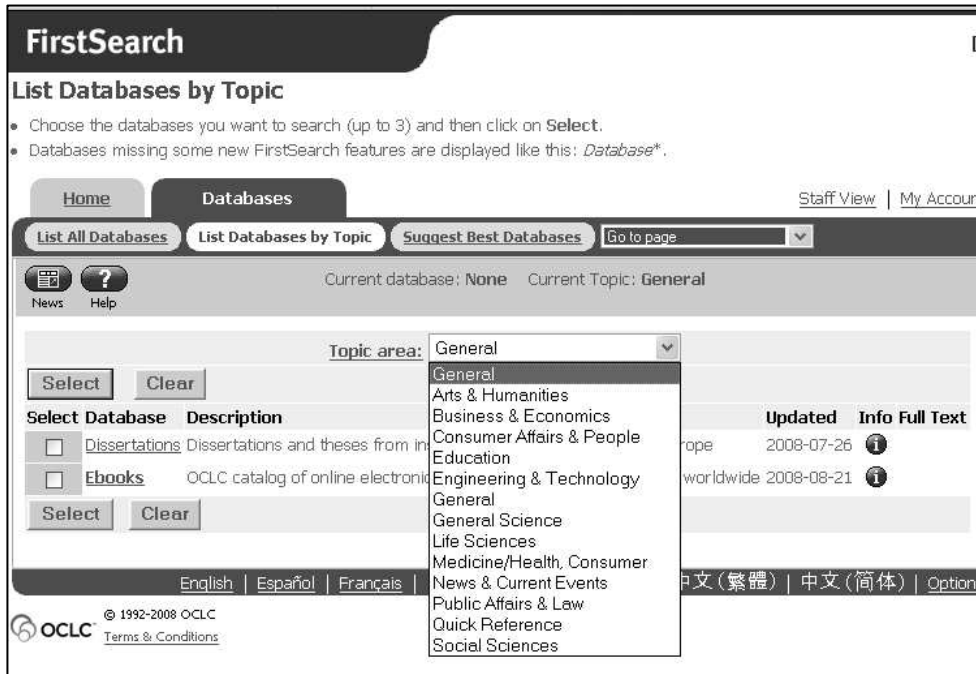 FirstSearch
List Databases by Topic
• Choose the databases you want to search (up to 3) and then click on Select.
• Databases missing some new FirstSearch features are displayed like this: Database*.
Home Databases Staff View | My Accour
List All Databases List Databases by Topic Suggest Best Databases Go to page
Current database: None Current Topic: General
News Help
Topic area: General
General
Select Clear
Arts & Humanities
Business & Economics
Select Database Description Updated Info Full Text
Consumer Affairs & People
Dissertations Dissertations and theses from in rope 2008-07-26
Education
Ebooks OCLC catalog of online electronic worldwide 2008-08-21
Engineering & Technology
General
Select Clear
General Science
Life Sciences
Medicine/Health, Consumer
English | Español | Français | 中文(繁體) | 中文(简体) | Option
News & Current Events
Public Affairs & Law
Quick Reference
Social Sciences
© 1992-2008 OCLC
OCLC Terms & Conditions